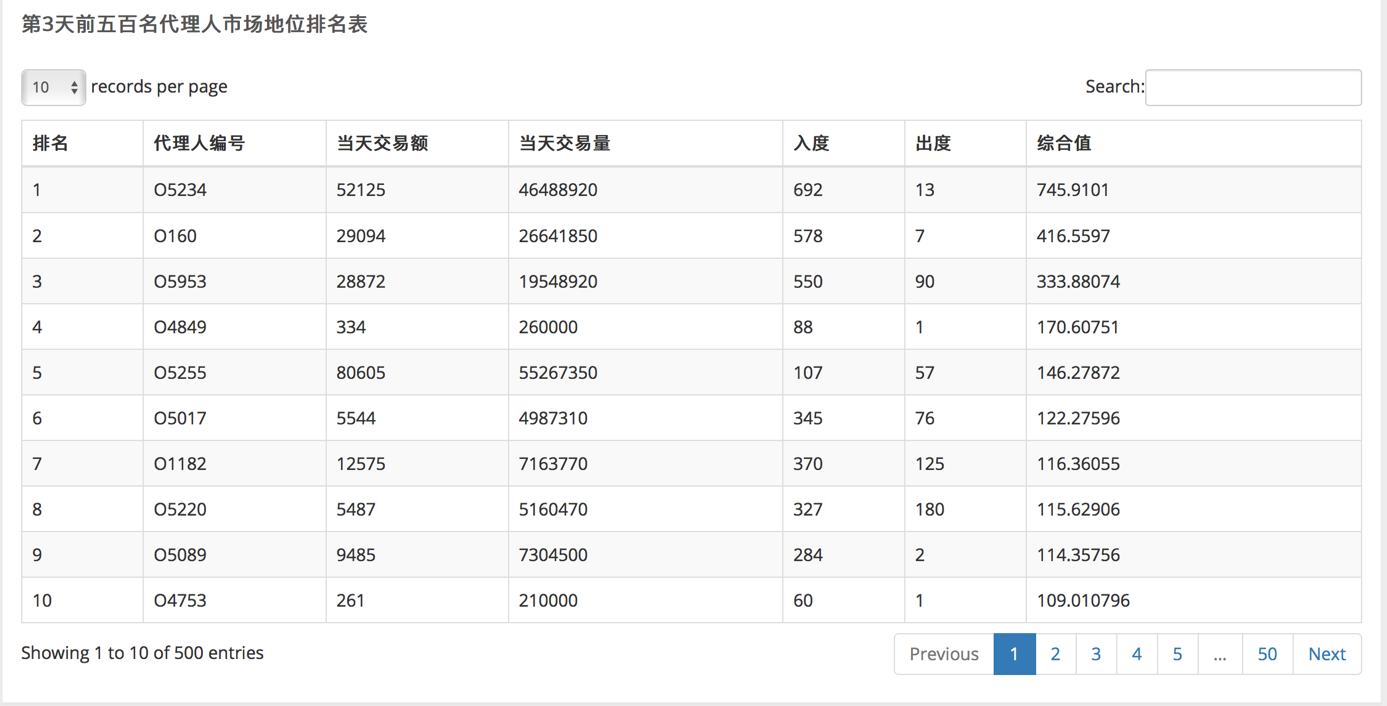 第3天前五百名代理人市场地位排名表
10 records per page Search:
排名 代理人编号 当天交易额 当天交易量 入度 出度 综合值
1 O5234 52125 46488920 692 13 745.9101
2 O160 29094 26641850 578 7 416.5597
3 O5953 28872 19548920 550 90 333.88074
4 O4849 334 260000 88 1 170.60751
5 O5255 80605 55267350 107 57 146.27872
6 O5017 5544 4987310 345 76 122.27596
7 O1182 12575 7163770 370 125 116.36055
8 O5220 5487 5160470 327 180 115.62906
9 O5089 9485 7304500 284 2 114.35756
10 O4753 261 210000 60 1 109.010796
Showing 1 to 10 of 500 entries Previous 1 2 3 4 5 ... 50 Next